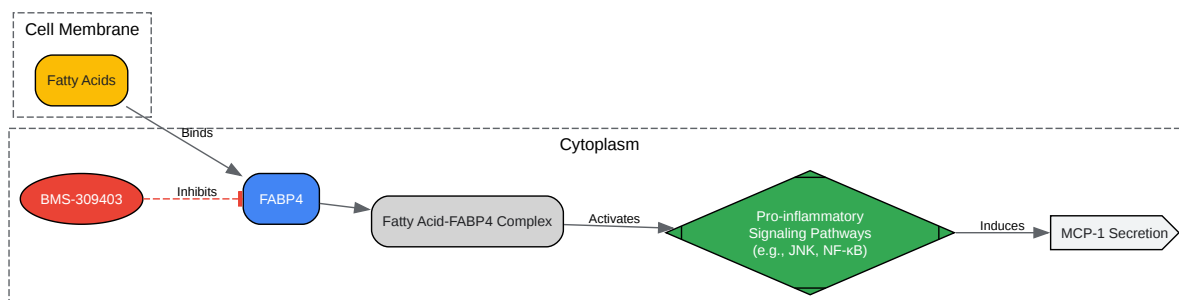 Cell Membrane
Fatty Acids
Binds
Cytoplasm
BMS-309403
Inhibits
FABP4
Fatty Acid-FABP4 Complex
Activates
Pro-inflammatory
Signaling Pathways
(e.g., JNK, NF-κB)
Induces
MCP-1 Secretion